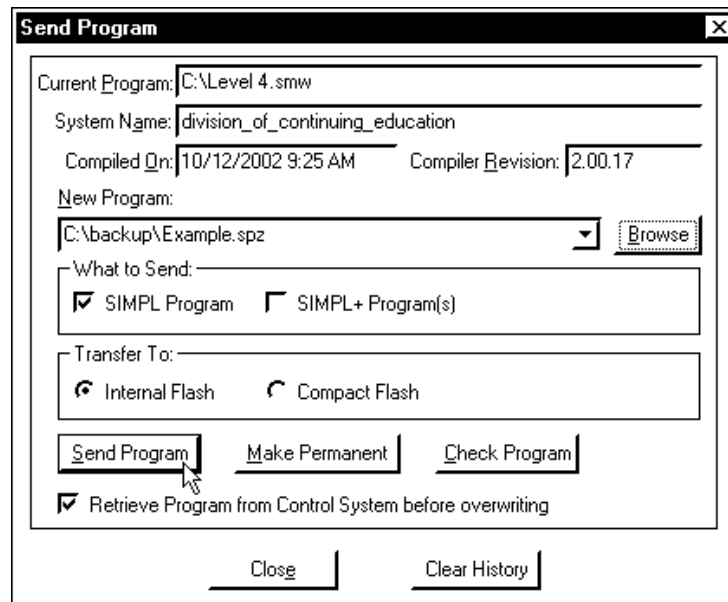 Send Program
Current Program: C:\Level 4.smw
System Name: division_of_continuing_education
Compiled On: 10/12/2002 9:25 AM Compiler Revision: 2.00.17
New Program:
C:\backup\Example.spz Browse
What to Send:
SIMPL Program SIMPL+ Program(s)
Transfer To:
Internal Flash Compact Flash
Send Program Make Permanent Check Program
Retrieve Program from Control System before overwriting
Close Clear History